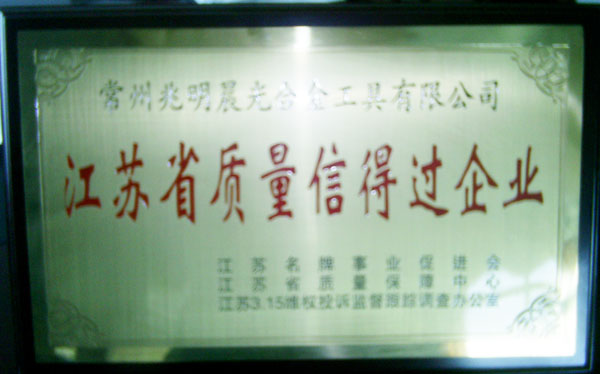 常州兆明晨光合金工具有限公司
江苏省质量信得过企业
江苏名牌事业促进会
江苏省质量保障中心
江苏3.15维权投诉监督跟踪调查办公室